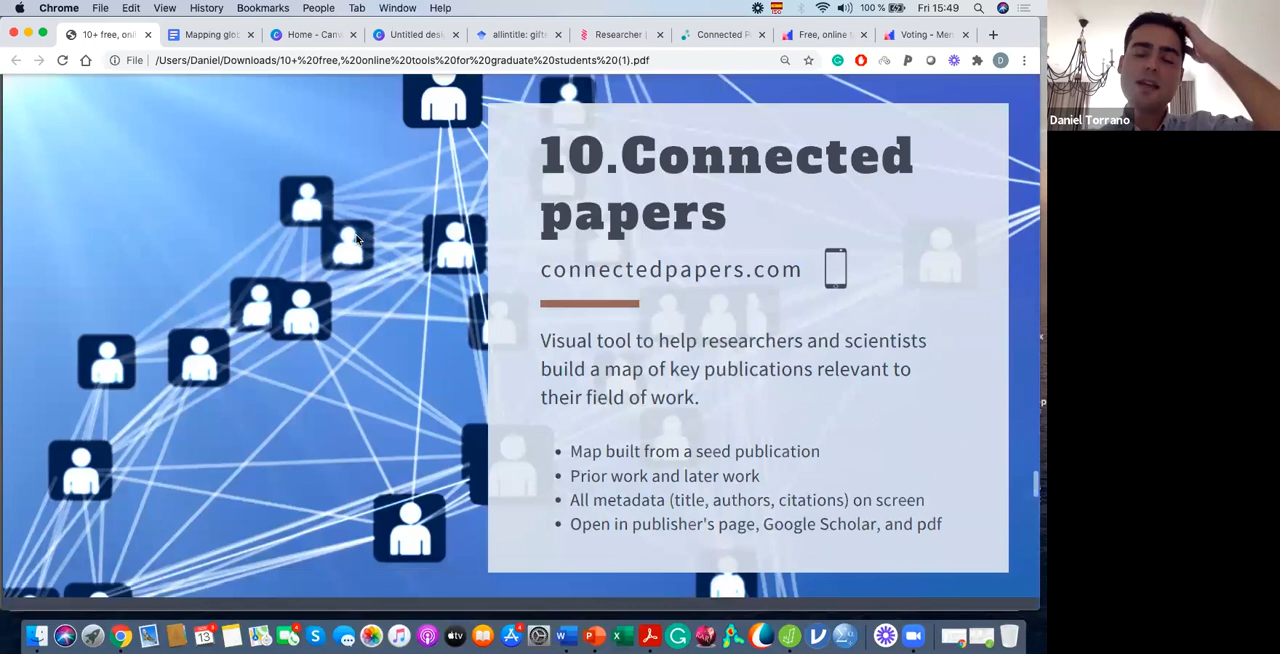 Chrome File Edit View History Bookmarks People Tab Window Help
100 % Fri 15:49
10+ free, onli
Mapping glo
Home - Can
Untitled desi
allintitle: gift
Researcher |
Connected P
Free, online t
Voting - Men
File /Users/Daniel/Downloads/10+%20free,%20online%20tools%20for%20graduate%20students%20(1).pdf
Daniel Torrano
10.Connected
papers
connectedpapers.com
Visual tool to help researchers and scientists
build a map of key publications relevant to
their field of work.
• Map built from a seed publication
• Prior work and later work
• All metadata (title, authors, citations) on screen
• Open in publisher's page, Google Scholar, and pdf